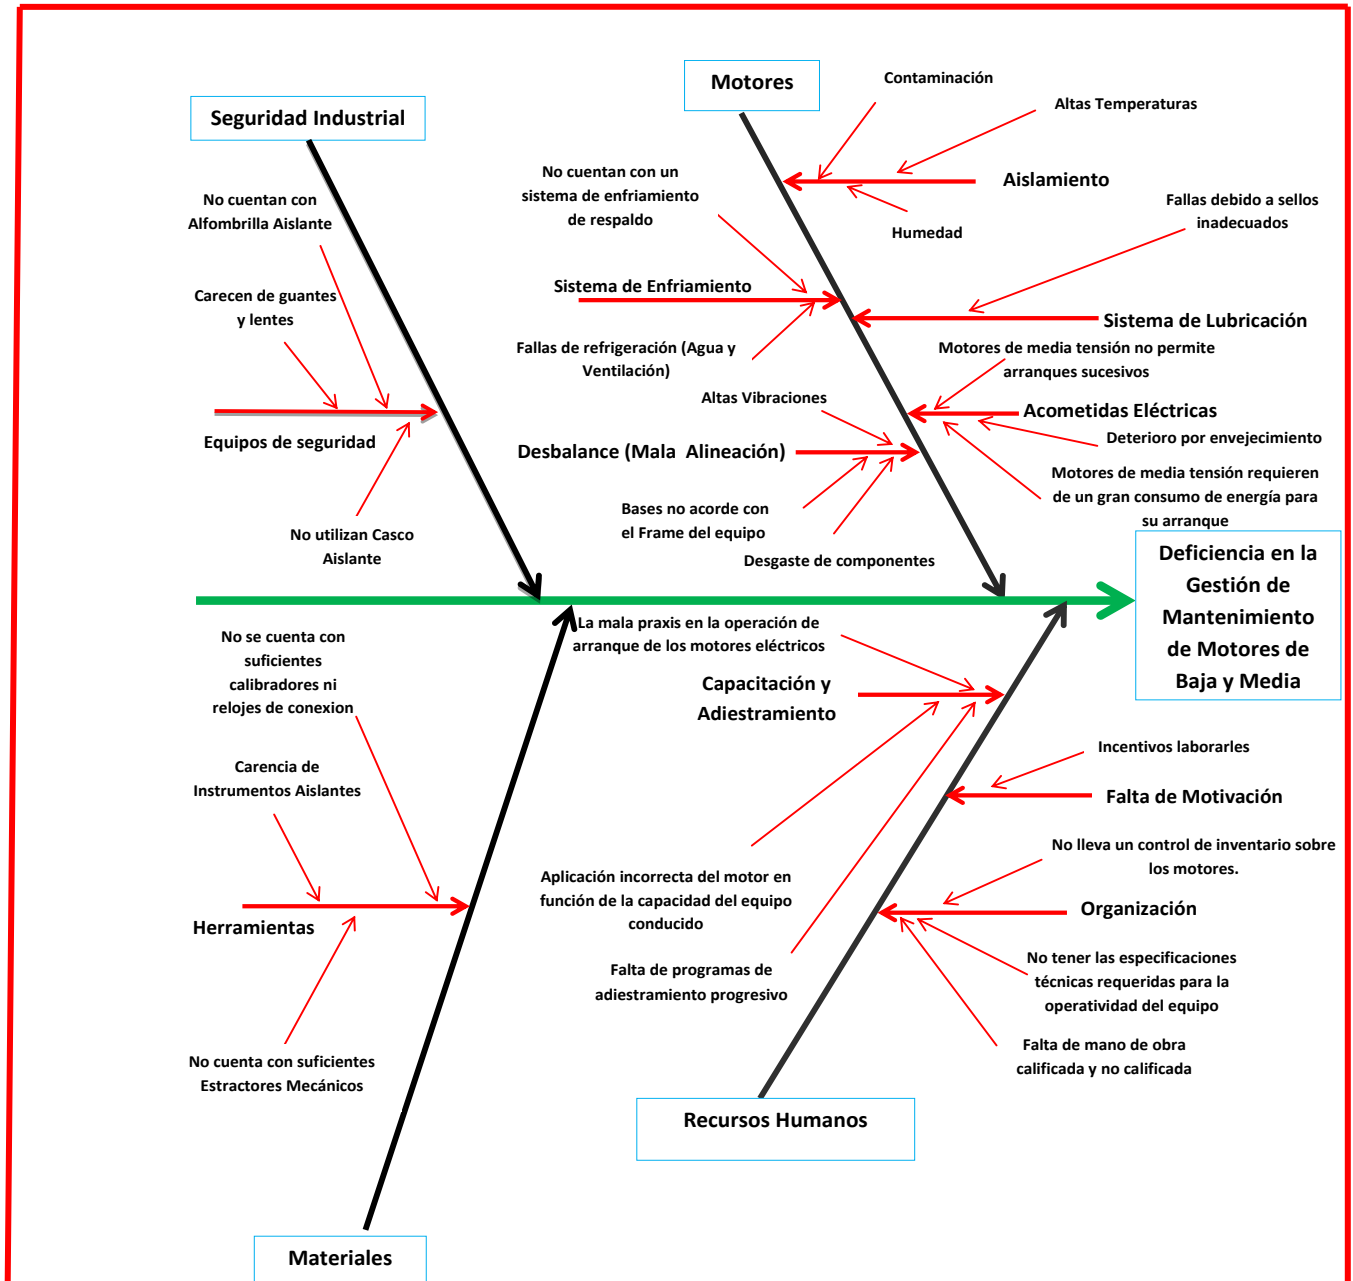 Motores
Contaminación
Altas Temperaturas
Seguridad Industrial
No cuentan con un
sistema de enfriamiento
de respaldo
Aislamiento
No cuentan con
Alfombrilla Aislante
Humedad
Fallas debido a sellos
inadecuados
Carecen de guantes
y lentes
Sistema de Enfriamiento
Sistema de Lubricación
Fallas de refrigeración (Agua y
Ventilación)
Motores de media tensión no permite
arranques sucesivos
Altas Vibraciones
Acometidas Eléctricas
Equipos de seguridad
Desbalance (Mala Alineación)
Deterioro por envejecimiento
Motores de media tensión requieren
de un gran consumo de energía para
su arranque
Bases no acorde con
el Frame del equipo
No utilizan Casco
Aislante
Desgaste de componentes
Deficiencia en la
Gestión de
Mantenimiento
de Motores de
Baja y Media
No se cuenta con
suficientes
calibradores ni
relojes de conexion
La mala praxis en la operación de
arranque de los motores eléctricos
Capacitación y
Adiestramiento
Carencia de
Instrumentos Aislantes
Incentivos laborarles
Falta de Motivación
No lleva un control de inventario sobre
los motores.
Aplicación incorrecta del motor en
función de la capacidad del equipo
conducido
Organización
Herramientas
Falta de programas de
adiestramiento progresivo
No tener las especificaciones
técnicas requeridas para la
operatividad del equipo
No cuenta con suficientes
Estractores Mecánicos
Falta de mano de obra
calificada y no calificada
Recursos Humanos
Materiales